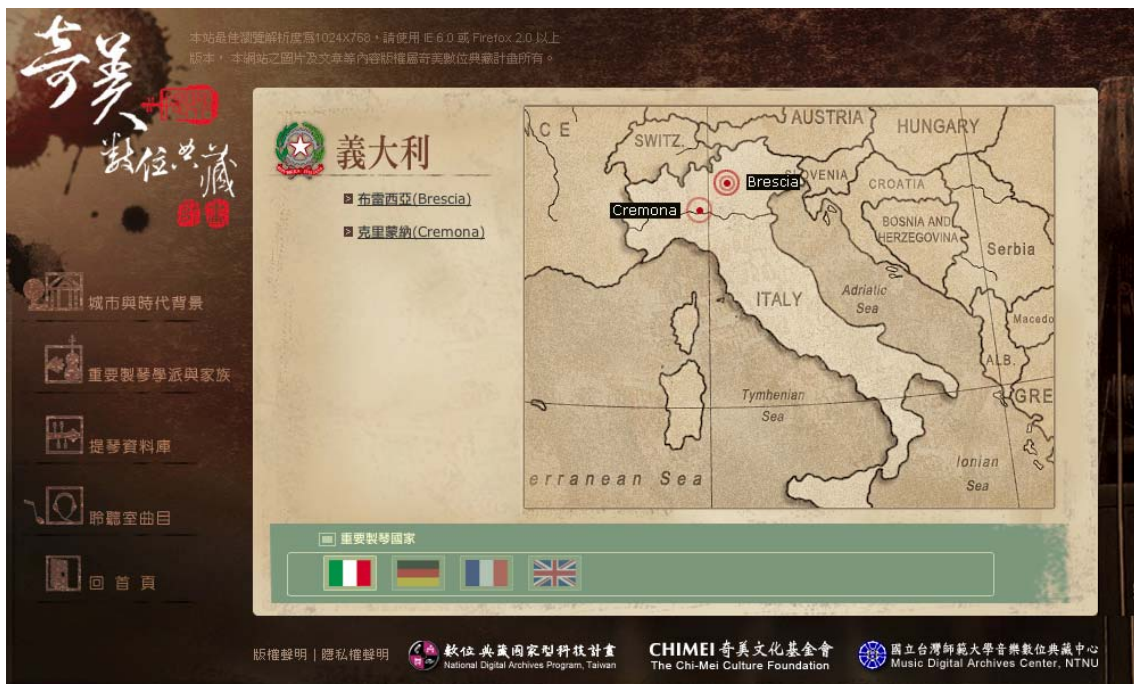 本站最佳瀏覽解析度為1024X768，請使用 IE 6.0 或 Firefox 2.0 以上
版本， 本網站之圖片及文章等內容版權屬奇美數位典藏計畫所有。
奇美
數位典藏
義大利
布雷西亞(Brescia)
克里蒙納(Cremona)
N C E
SWITZ.
AUSTRIA
HUNGARY
SLOVENIA
CROATIA
Brescia
Cremona
BOSNIA AND
HERZEGOVINA
Serbia
ITALY
Adriatic
Sea
Macedo
ALB.
GRE
Tymhenian
Sea
erranean Sea
Ionian
Sea
城市與時代背景
重要製琴學派與家族
提琴資料庫
聆聽室曲目
回首頁
重要製琴國家
版權聲明 | 隱私權聲明
數位典藏國家型科技計畫
National Digital Archives Program, Taiwan
CHIMEI 奇美文化基金會
The Chi-Mei Culture Foundation
國立台灣師範大學音樂數位典藏中心
Music Digital Archives Center, NTNU